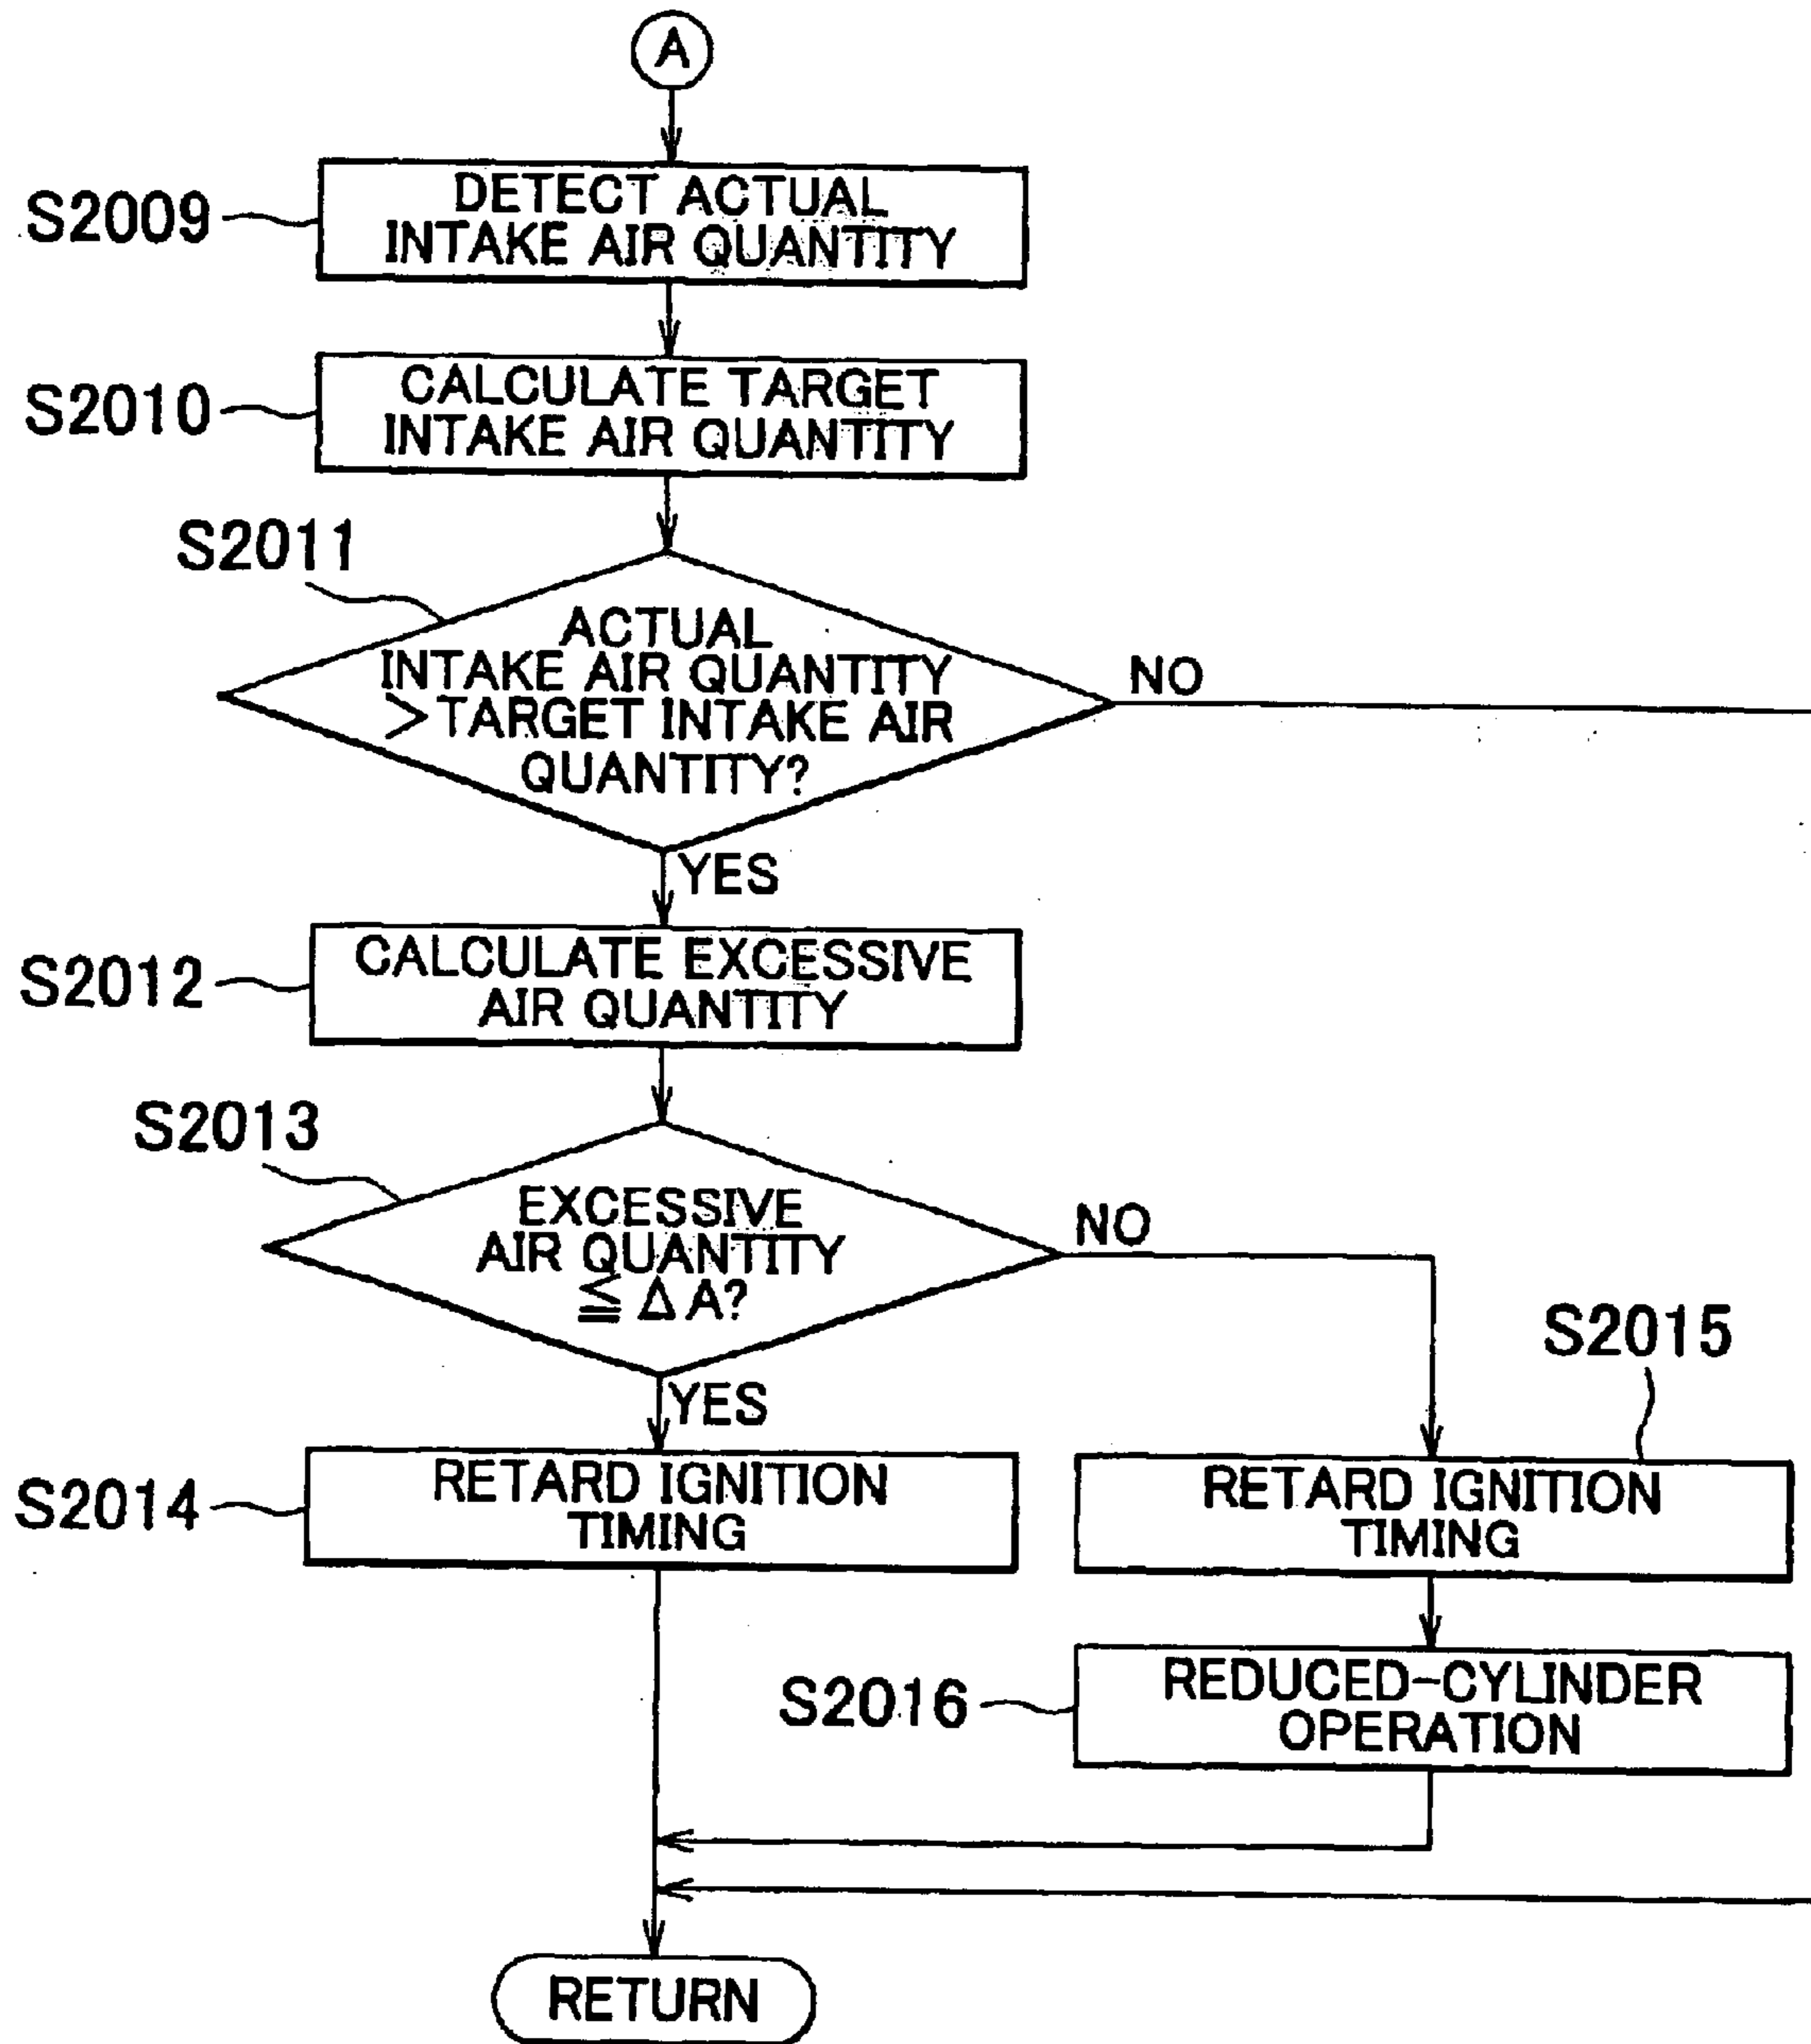 A
S2009
DETECT ACTUAL
INTAKE AIR QUANTITY
S2010
CALCULATE TARGET
INTAKE AIR QUANTITY
S2011
ACTUAL
INTAKE AIR QUANTITY
>TARGET INTAKE AIR
QUANTITY?
NO
YES
S2012
CALCULATE EXCESSIVE
AIR QUANTITY
S2013
EXCESSIVE
AIR QUANTITY
≦ Δ A?
NO
YES
S2014
RETARD IGNITION
TIMING
S2015
RETARD IGNITION
TIMING
S2016
REDUCED-CYLINDER
OPERATION
RETURN